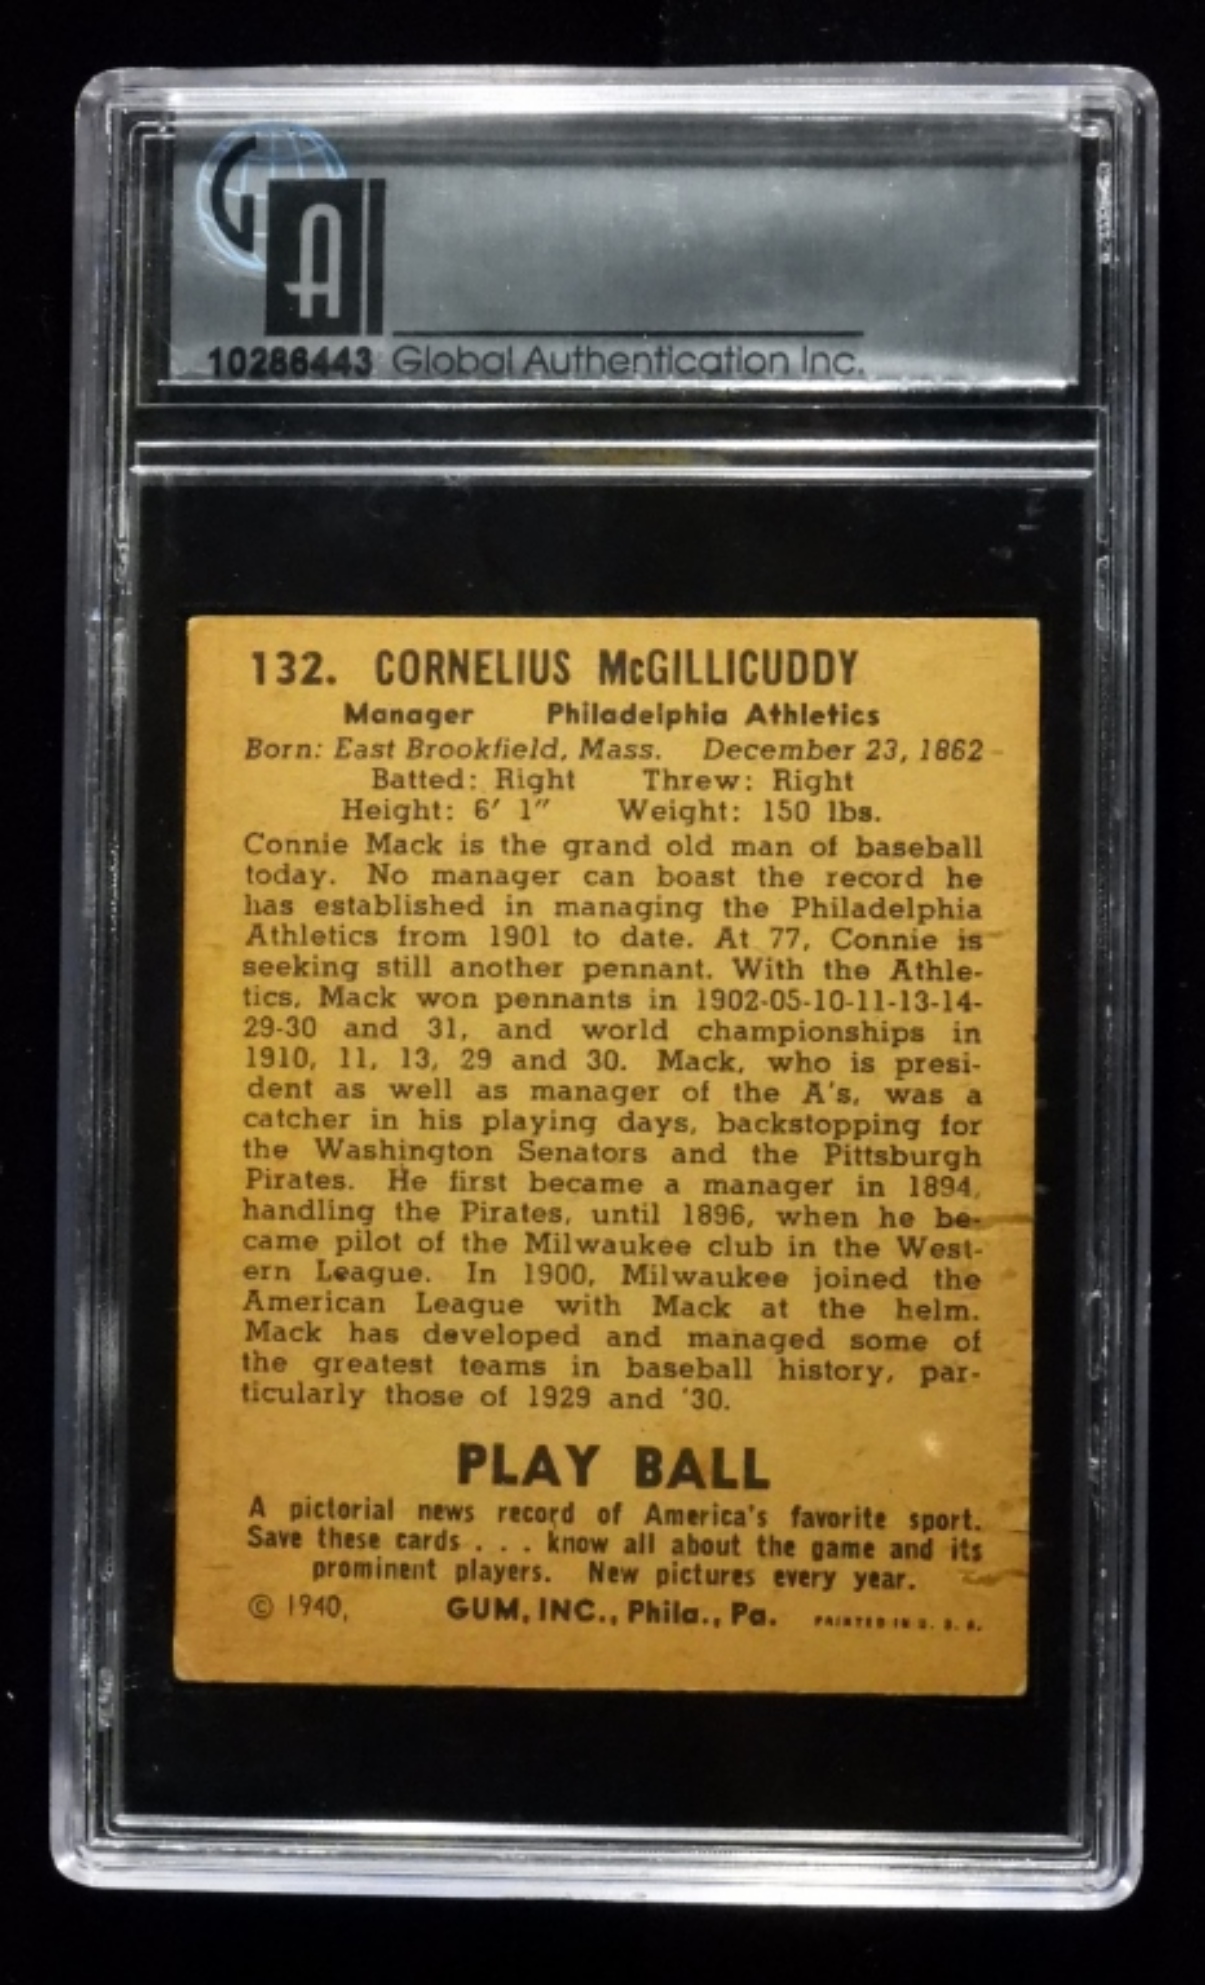 GA
10286443 Global Authentication Inc.
132. CORNELIUS McGILLICUDDY
Manager Philadelphia Athletics
Born: East Brookfield, Mass. December 23, 1862
Batted: Right Threw: Right
Height: 6' 1" Weight: 150 lbs.
Connie Mack is the grand old man of baseball
today. No manager can boast the record he
has established in managing the Philadelphia
Athletics from 1901 to date. At 77, Connie is
seeking still another pennant. With the Athle-
tics, Mack won pennants in 1902-05-10-11-13-14-
29-30 and 31, and world championships in
1910, 11, 13, 29 and 30. Mack, who is presi-
dent as well as manager of the A's, was a
catcher in his playing days, backstopping for
the Washington Senators and the Pittsburgh
Pirates. He first became a manager in 1894,
handling the Pirates, until 1896, when he be-
came pilot of the Milwaukee club in the West-
ern League. In 1900, Milwaukee joined the
American League with Mack at the helm.
Mack has developed and managed some of
the greatest teams in baseball history, par-
ticularly those of 1929 and '30.
PLAY BALL
A pictorial news record of America's favorite sport.
Save these cards . . . know all about the game and its
prominent players. New pictures every year.
© 1940, GUM, INC., Phila., Pa. PRINTED IN U. S. A.